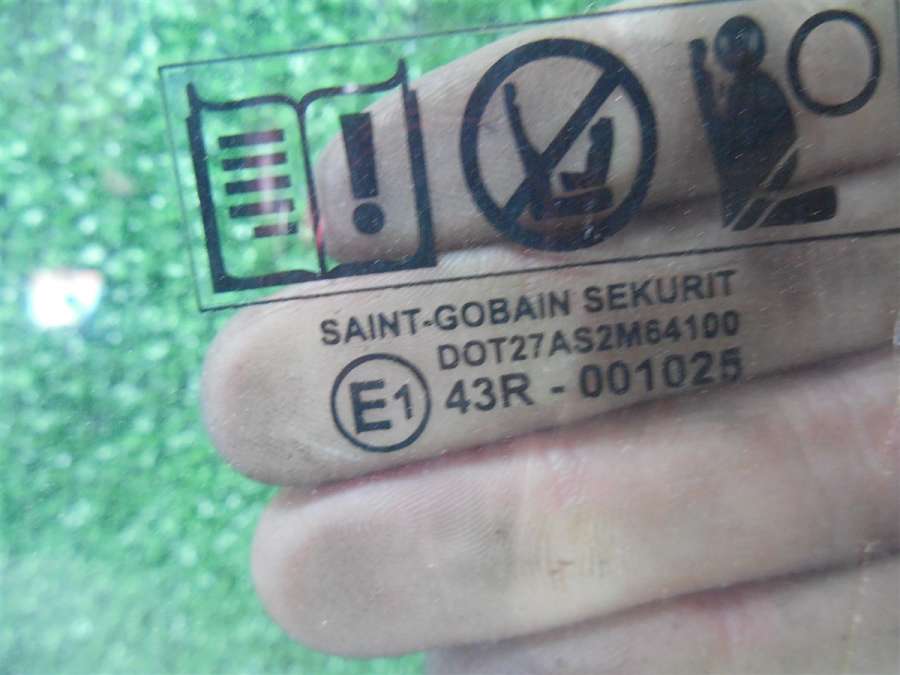 SAINT-GOBAIN SEKURIT
DOT27AS2M64100
E1 43R - 001025